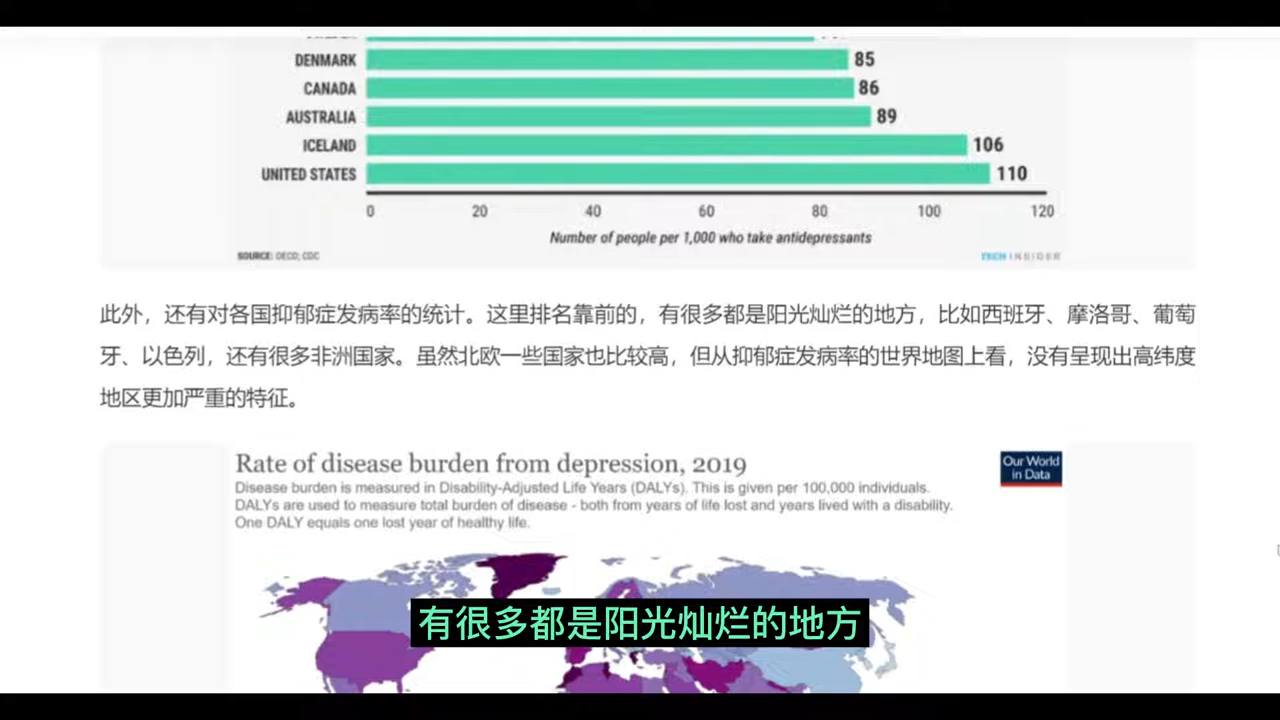 DENMARK 85
CANADA 86
AUSTRALIA 89
ICELAND 106
UNITED STATES 110
0 20 40 60 80 100 120
Number of people per 1,000 who take antidepressants
SOURCE: OECD; CDC TECH INSIDER
此外，还有对各国抑郁症发病率的统计。这里排名靠前的，有很多都是阳光灿烂的地方，比如西班牙、摩洛哥、葡萄
牙、以色列，还有很多非洲国家。虽然北欧一些国家也比较高，但从抑郁症发病率的世界地图上看，没有呈现出高纬度
地区更加严重的特征。
Rate of disease burden from depression, 2019
Our World
in Data
Disease burden is measured in Disability-Adjusted Life Years (DALYs). This is given per 100,000 individuals.
DALYs are used to measure total burden of disease - both from years of life lost and years lived with a disability.
One DALY equals one lost year of healthy life.
有很多都是阳光灿烂的地方